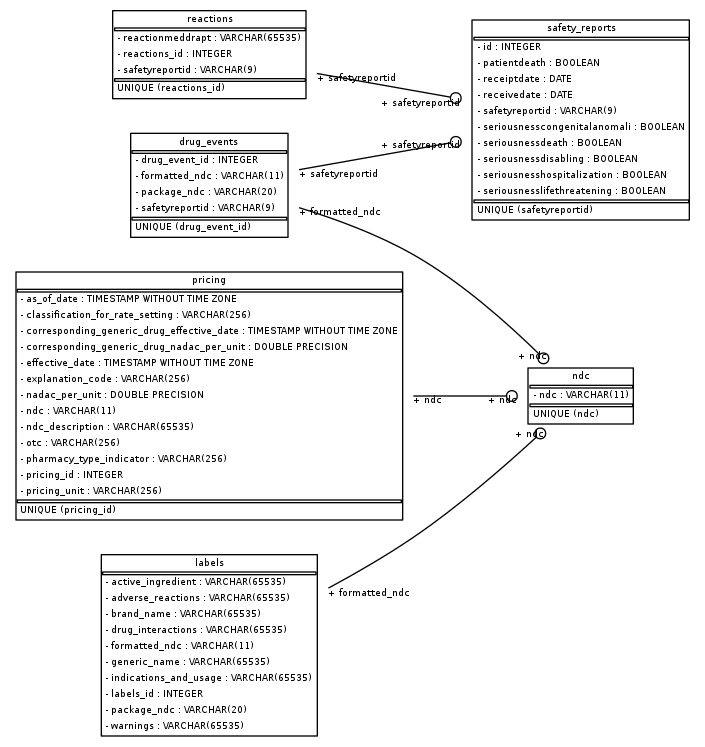 reactions
- reactionmeddrapt : VARCHAR(65535)
- reactions_id : INTEGER
- safetyreportid : VARCHAR(9)
UNIQUE (reactions_id)
+ safetyreportid
+ safetyreportid
safety_reports
- id : INTEGER
- patientdeath : BOOLEAN
- receiptdate : DATE
- receivedate : DATE
- safetyreportid : VARCHAR(9)
- seriousnesscongenitalanomali : BOOLEAN
- seriousnessdeath : BOOLEAN
- seriousnessdisabling : BOOLEAN
- seriousnesshospitalization : BOOLEAN
- seriousnesslifethreatening : BOOLEAN
UNIQUE (safetyreportid)
drug_events
- drug_event_id : INTEGER
- formatted_ndc : VARCHAR(11)
- package_ndc : VARCHAR(20)
- safetyreportid : VARCHAR(9)
UNIQUE (drug_event_id)
+ safetyreportid
+ safetyreportid
+ formatted_ndc
+ ndc
pricing
- as_of_date : TIMESTAMP WITHOUT TIME ZONE
- classification_for_rate_setting : VARCHAR(256)
- corresponding_generic_drug_effective_date : TIMESTAMP WITHOUT TIME ZONE
- corresponding_generic_drug_nadac_per_unit : DOUBLE PRECISION
- effective_date : TIMESTAMP WITHOUT TIME ZONE
- explanation_code : VARCHAR(256)
- nadac_per_unit : DOUBLE PRECISION
- ndc : VARCHAR(11)
- ndc_description : VARCHAR(65535)
- otc : VARCHAR(256)
- pharmacy_type_indicator : VARCHAR(256)
- pricing_id : INTEGER
- pricing_unit : VARCHAR(256)
UNIQUE (pricing_id)
+ ndc
+ ndc
ndc
- ndc : VARCHAR(11)
UNIQUE (ndc)
+ ndc
+ formatted_ndc
labels
- active_ingredient : VARCHAR(65535)
- adverse_reactions : VARCHAR(65535)
- brand_name : VARCHAR(65535)
- drug_interactions : VARCHAR(65535)
- formatted_ndc : VARCHAR(11)
- generic_name : VARCHAR(65535)
- indications_and_usage : VARCHAR(65535)
- labels_id : INTEGER
- package_ndc : VARCHAR(20)
- warnings : VARCHAR(65535)